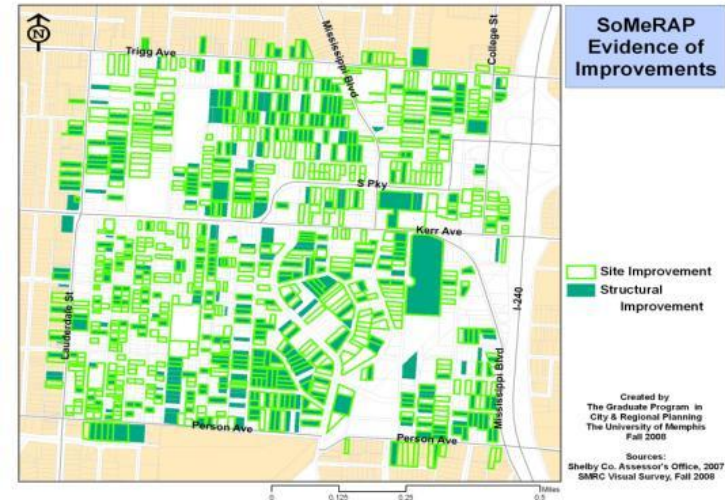 SoMeRAP
Evidence of
Improvements
Trigg Ave
Mississippi Blvd
College St
S Pky
Kerr Ave
Lauderdale St
I-240
Mississippi Blvd
Person Ave
Person Ave
Site Improvement
Structural
Improvement
Created by
The Graduate Program in
City & Regional Planning
The University of Memphis
Fall 2008
Sources:
Shelby Co. Assessor's Office, 2007
SMRC Visual Survey, Fall 2008
Miles
0 0.125 0.25 0.5